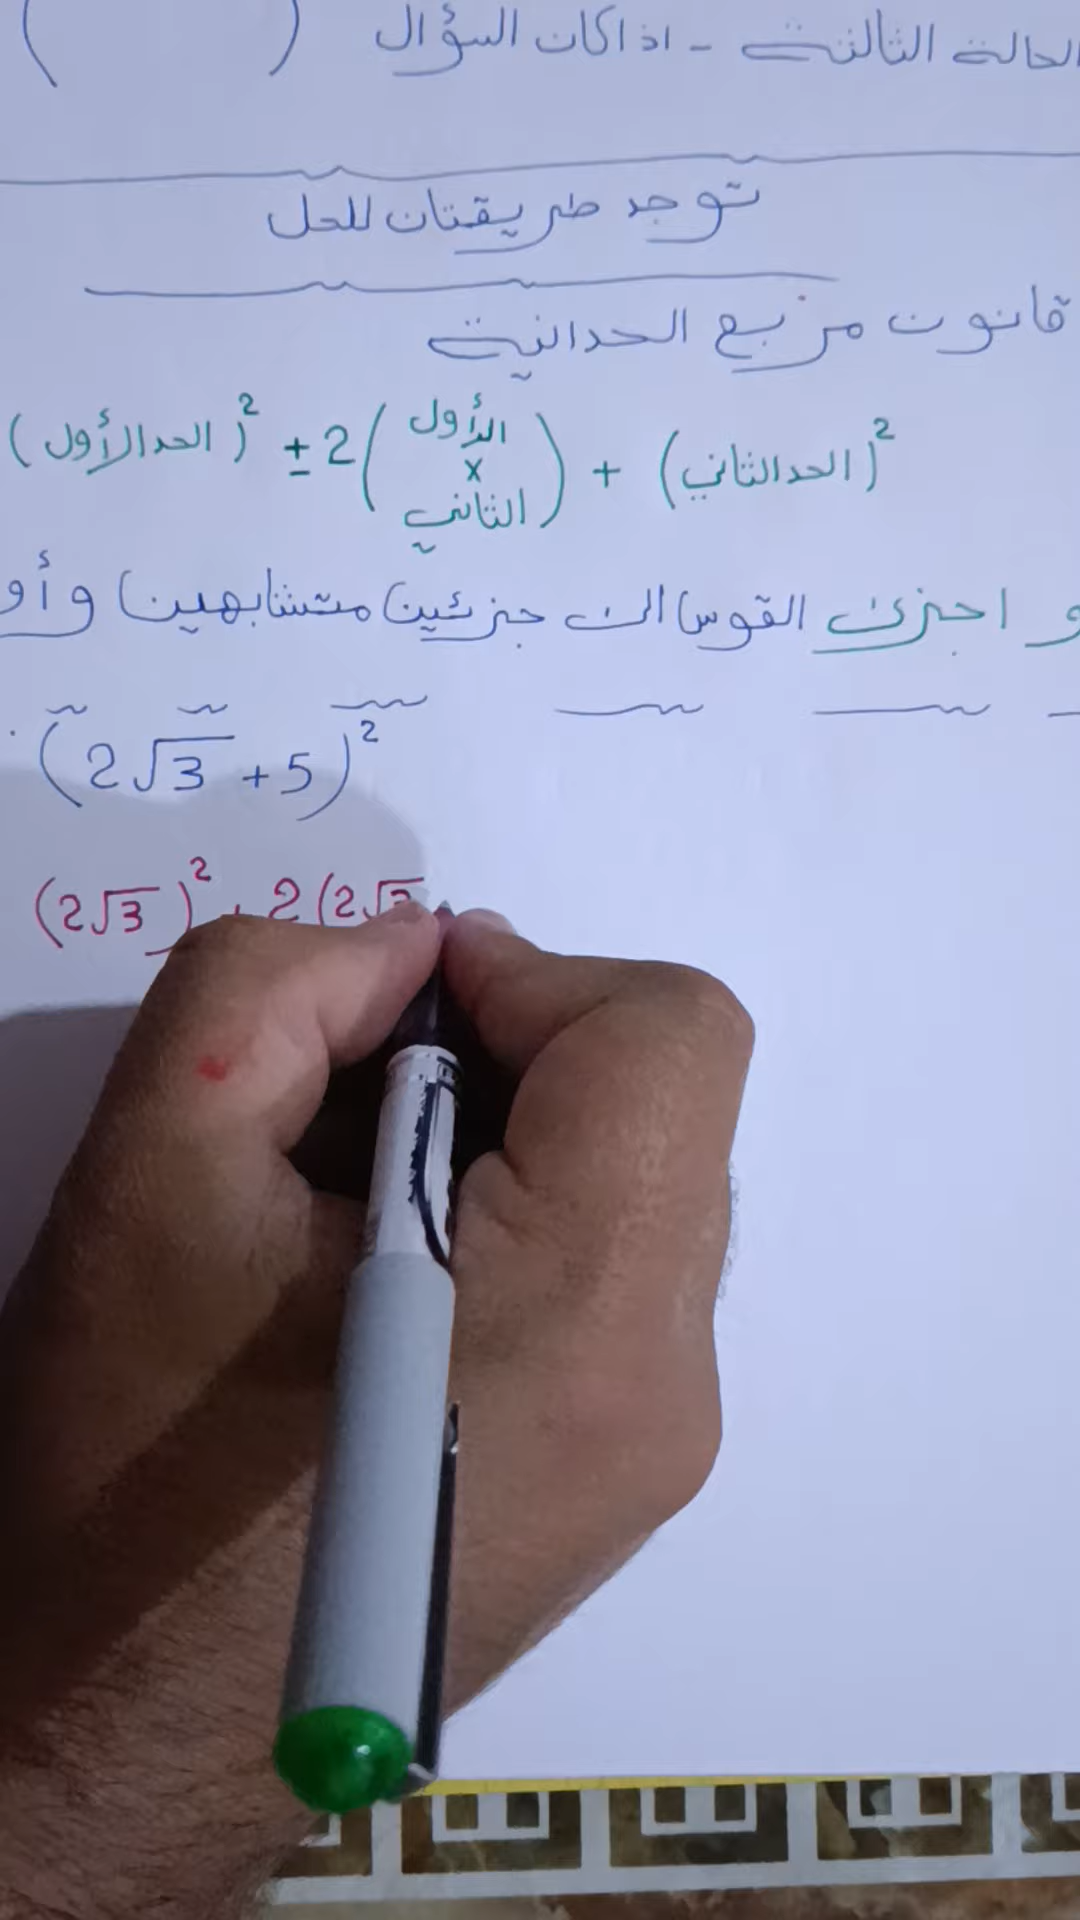 الحالة الثالثة - اذا كان السؤال ( )
توجد طريقتان للحل
قانون مربع الحدانية
(الحد الأول)² ± 2(الأول × الثاني) + (الحد الثاني)²
و اجزئ القوس الى جزئين متشابهين وأو
(2√3 + 5)²
(2√3)² + 2(2√3